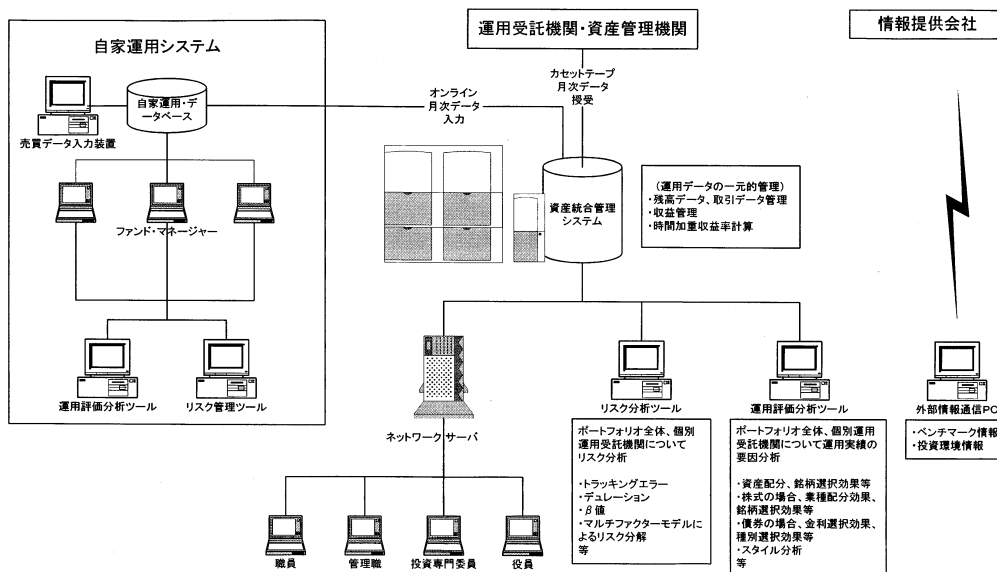 自家運用システム
自家運用・デ
ータベース
売買データ入力装置
ファンド・マネージャー
運用評価分析ツール
リスク管理ツール
運用受託機関・資産管理機関
カセットテープ
月次データ
授受
オンライン
月次データ
入力
資産統合管理
システム
（運用データの一元的管理）
・残高データ、取引データ管理
・収益管理
・時間加重収益率計算
情報提供会社
ネットワーク サーバ
職員
管理職
投資専門委員
役員
リスク分析ツール
ポートフォリオ全体、個別
運用受託機関について
リスク分析
・トラッキングエラー
・デュレーション
・β値
・マルチファクターモデルに
よるリスク分解
等
運用評価分析ツール
ポートフォリオ全体、個別運用
受託機関について運用実績の
要因分析
・資産配分、銘柄選択効果等
・株式の場合、業種配分効果、
銘柄選択効果等
・債券の場合、金利選択効果、
種別選択効果等
・スタイル分析
等
外部情報通信PC
・ベンチマーク情報
・投資環境情報